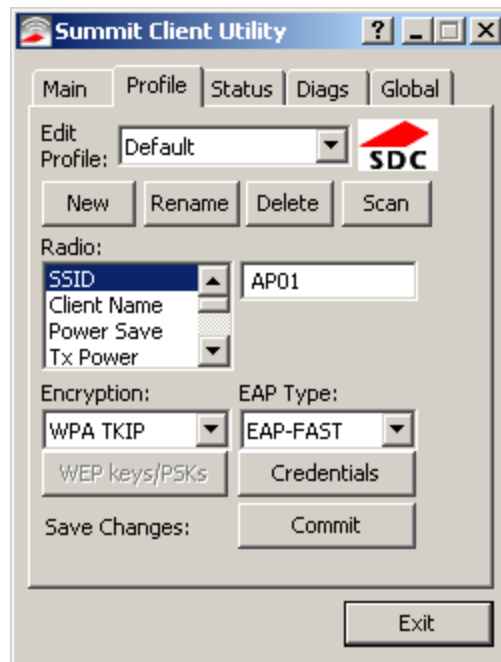 Summit Client Utility
Main Profile Status Diags Global
Edit
Profile: Default
SDC
New Rename Delete Scan
Radio:
SSID AP01
Client Name
Power Save
Tx Power
Encryption: EAP Type:
WPA TKIP EAP-FAST
WEP keys/PSKs Credentials
Save Changes: Commit
Exit